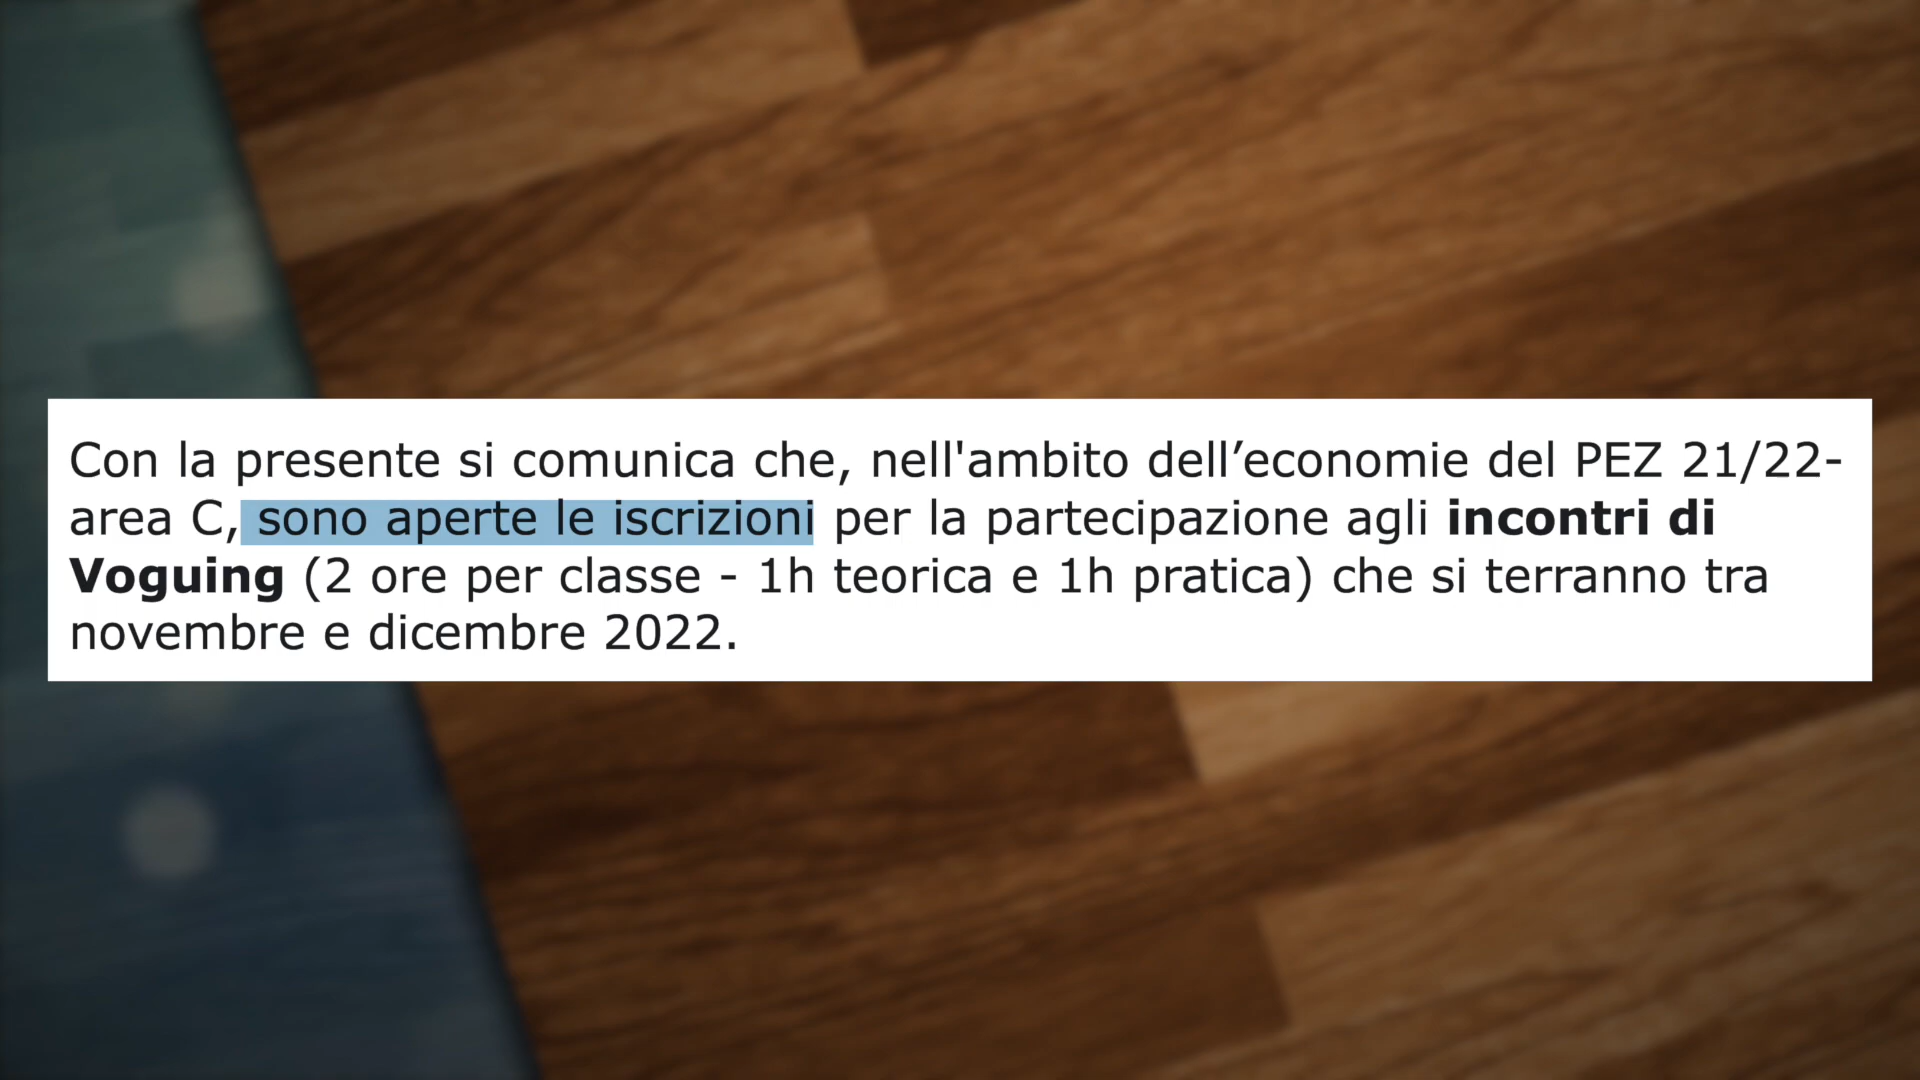 Con la presente si comunica che, nell'ambito dell’economie del PEZ 21/22-
area C, sono aperte le iscrizioni per la partecipazione agli incontri di
Voguing (2 ore per classe - 1h teorica e 1h pratica) che si terranno tra
novembre e dicembre 2022.